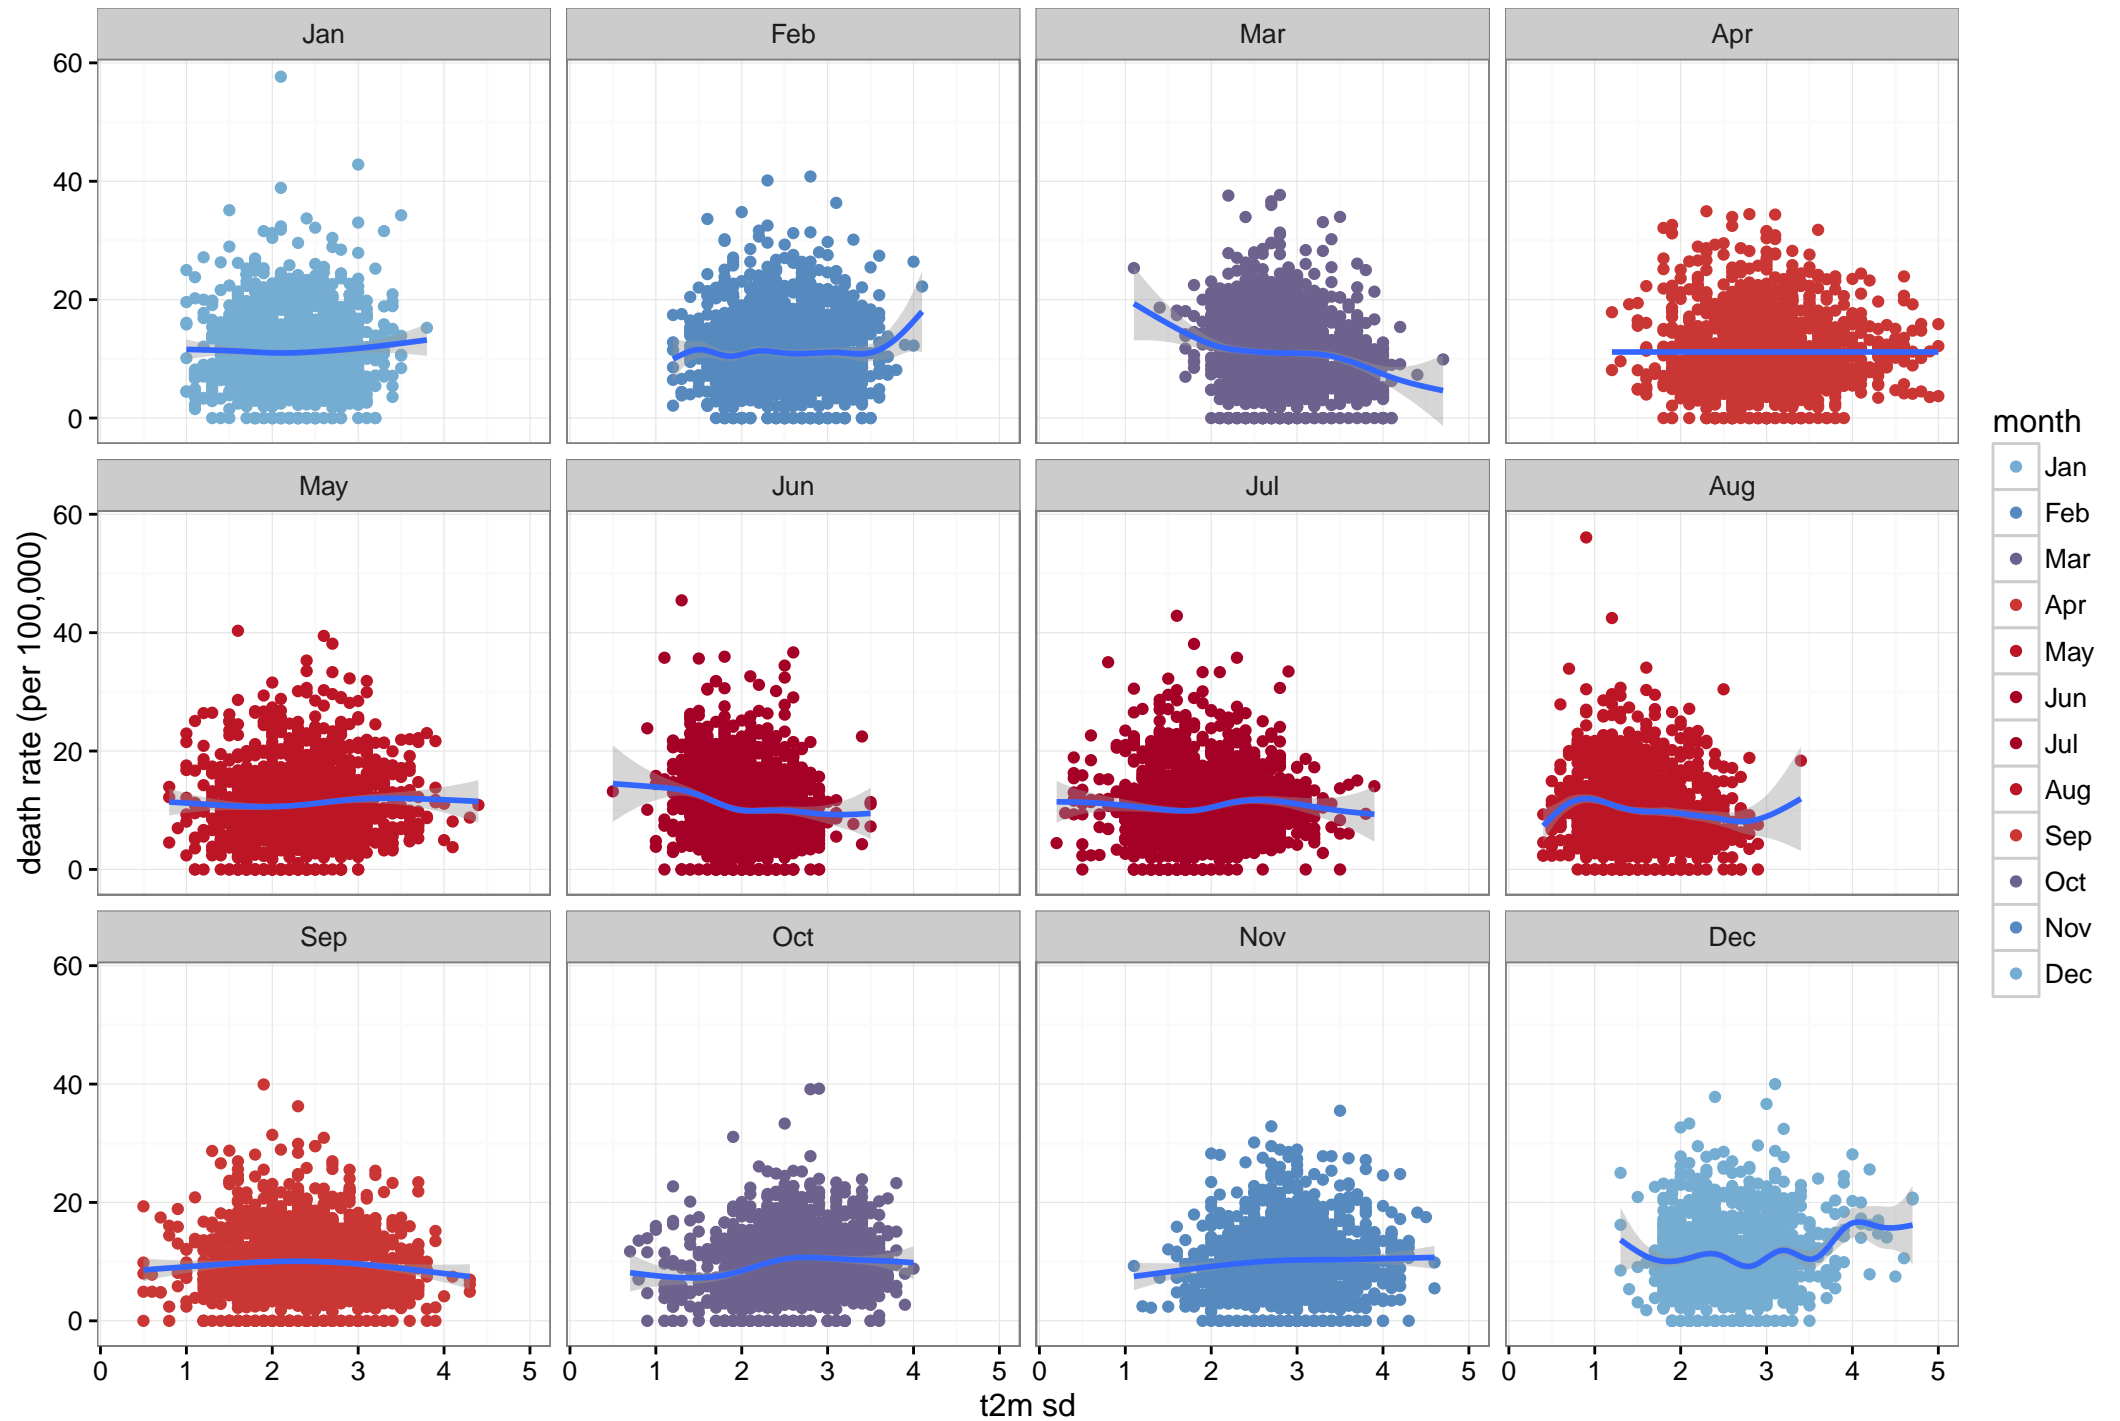 Jan Feb Mar Apr
60
40
20
0
May Jun Jul Aug
60
40
20
0
Sep Oct Nov Dec
60
40
20
0
0 1 2 3 4 5 0 1 2 3 4 5 0 1 2 3 4 5 0 1 2 3 4 5
t2m sd
death rate (per 100,000)
month
Jan
Feb
Mar
Apr
May
Jun
Jul
Aug
Sep
Oct
Nov
Dec